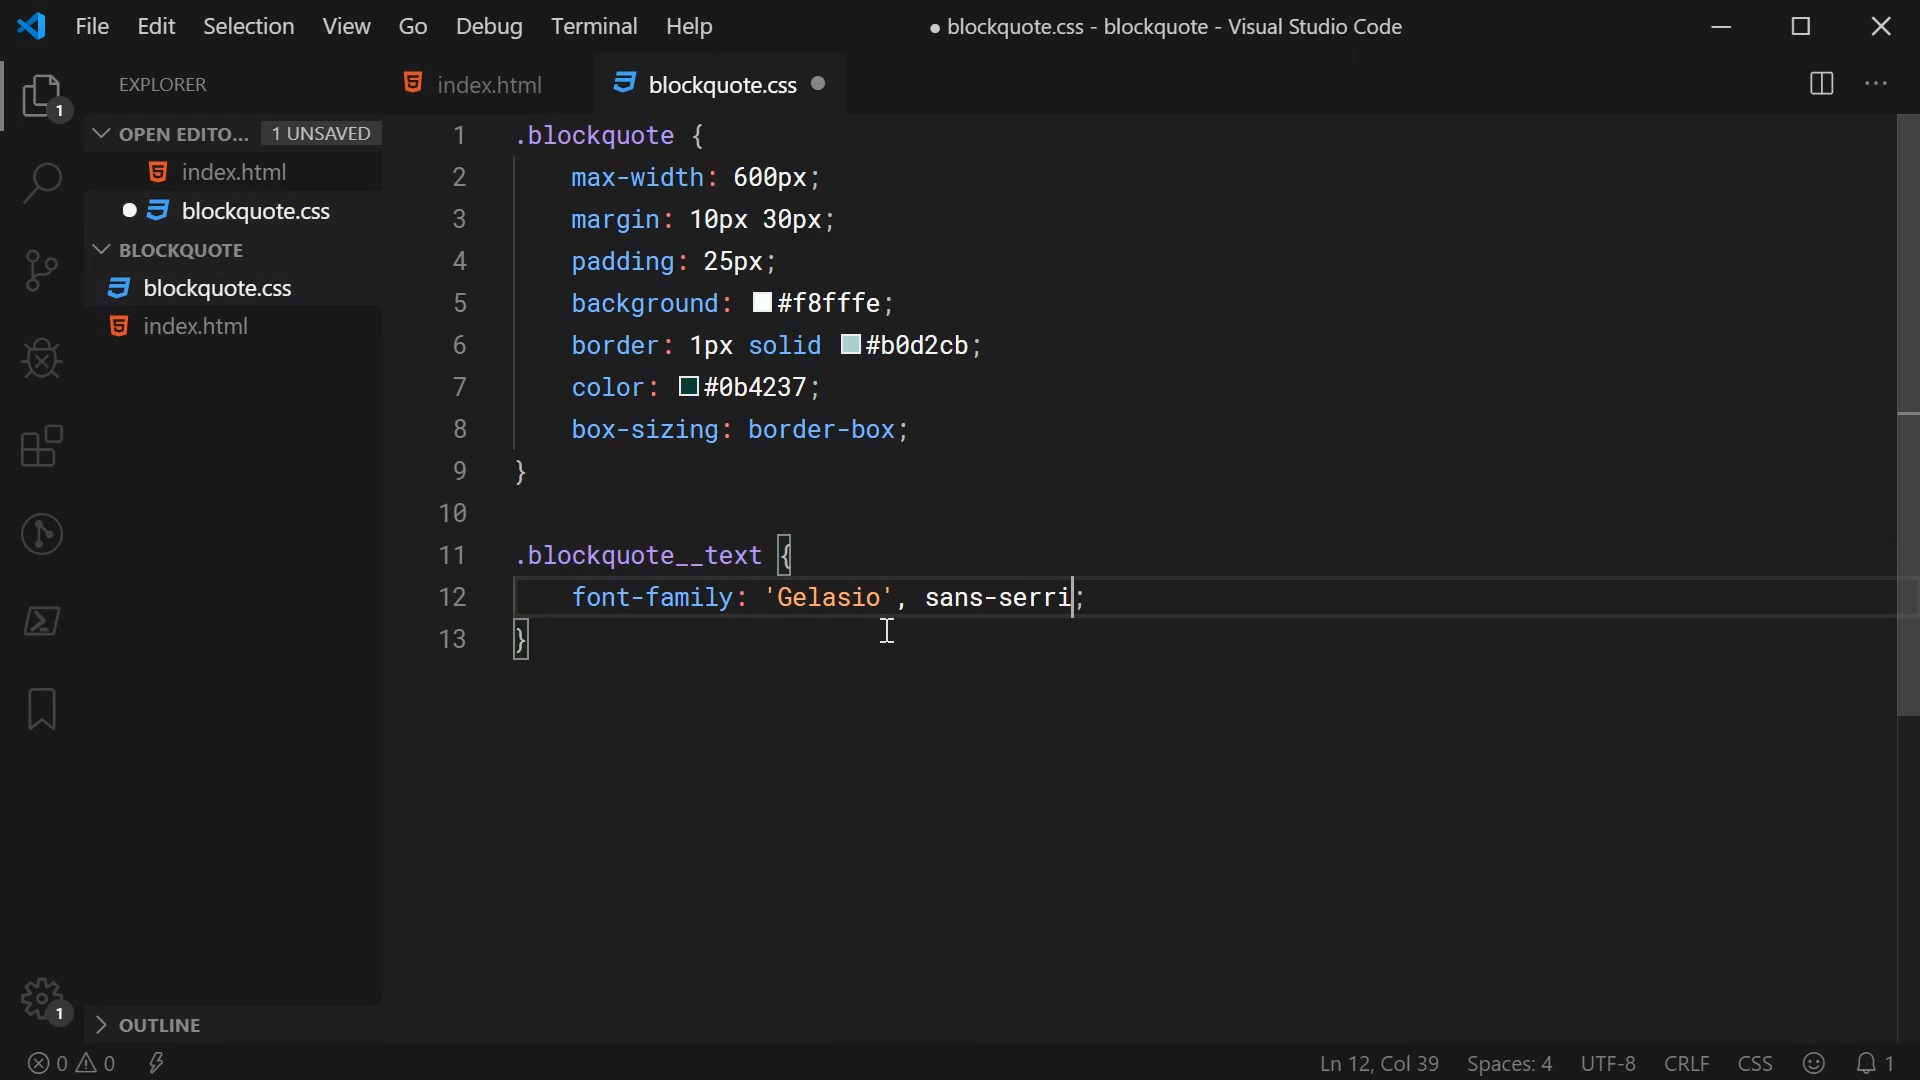 File Edit Selection View Go Debug Terminal Help
● blockquote.css - blockquote - Visual Studio Code
EXPLORER
OPEN EDITO... 1 UNSAVED
index.html
blockquote.css
BLOCKQUOTE
blockquote.css
index.html
OUTLINE
1
1
index.html
blockquote.css
1 .blockquote {
2 max-width: 600px;
3 margin: 10px 30px;
4 padding: 25px;
5 background: #f8fffe;
6 border: 1px solid #b0d2cb;
7 color: #0b4237;
8 box-sizing: border-box;
9 }
10
11 .blockquote__text {
12 font-family: 'Gelasio', sans-serri;
13 }
0 0
Ln 12, Col 39 Spaces: 4 UTF-8 CRLF CSS 1